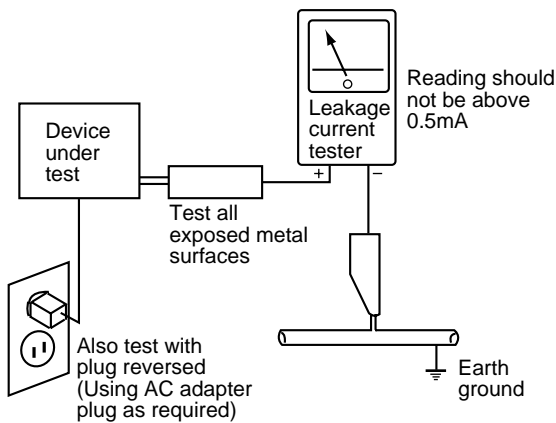 Leakage
current
tester
+
−
Reading should
not be above
0.5mA
Device
under
test
Test all
exposed metal
surfaces
Also test with
plug reversed
(Using AC adapter
plug as required)
Earth
ground